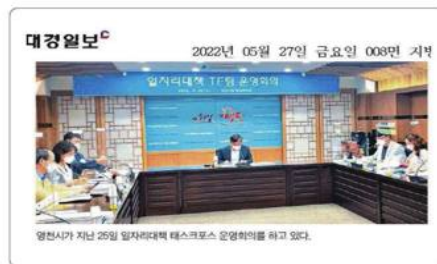 대경일보
2022년 05월 27일 금요일 008면 지방
일자리대책 TF팀 운영회의
영천시가 지난 25일 일자리대책 태스크포스 운영회의를 하고 있다.